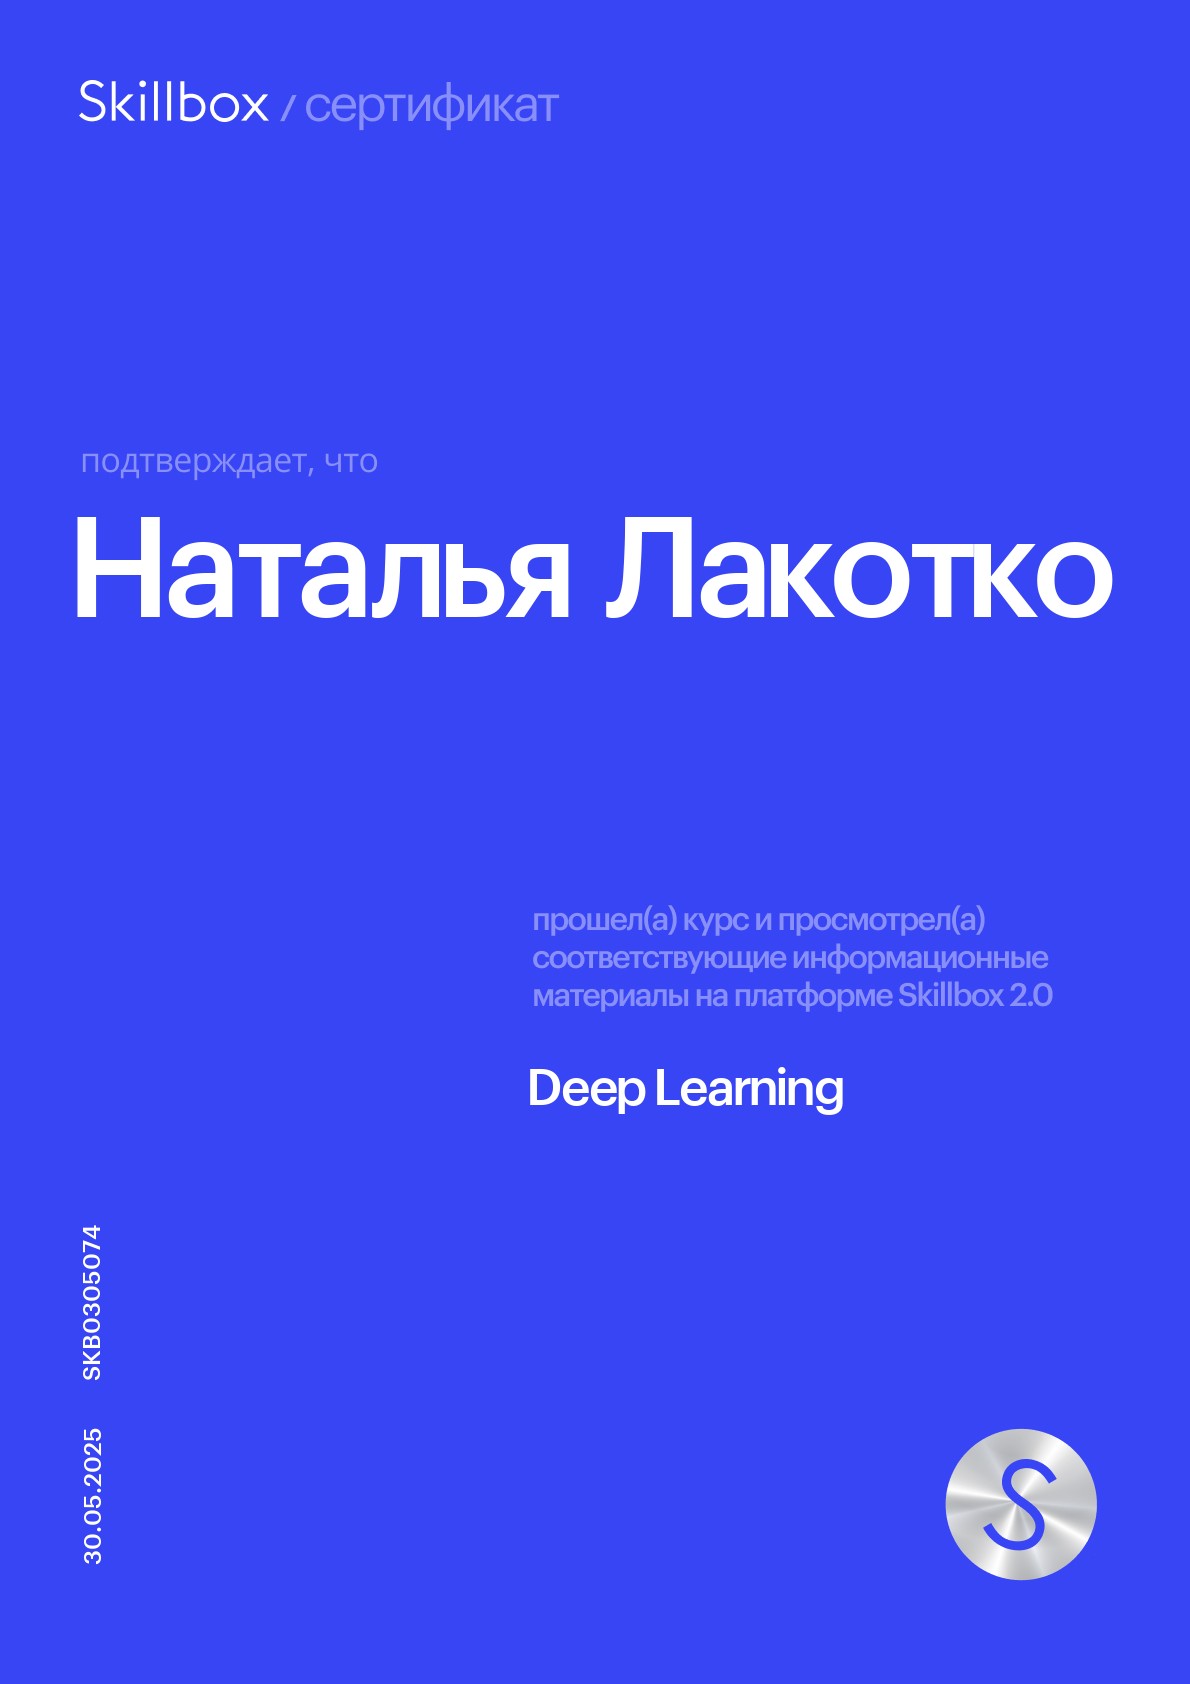 Skillbox / сертификат
подтверждает, что
Наталья Лакотко
прошел(а) курс и просмотрел(а)
соответствующие информационные
материалы на платформе Skillbox 2.0
Deep Learning
SKB0305074
30.05.2025
S